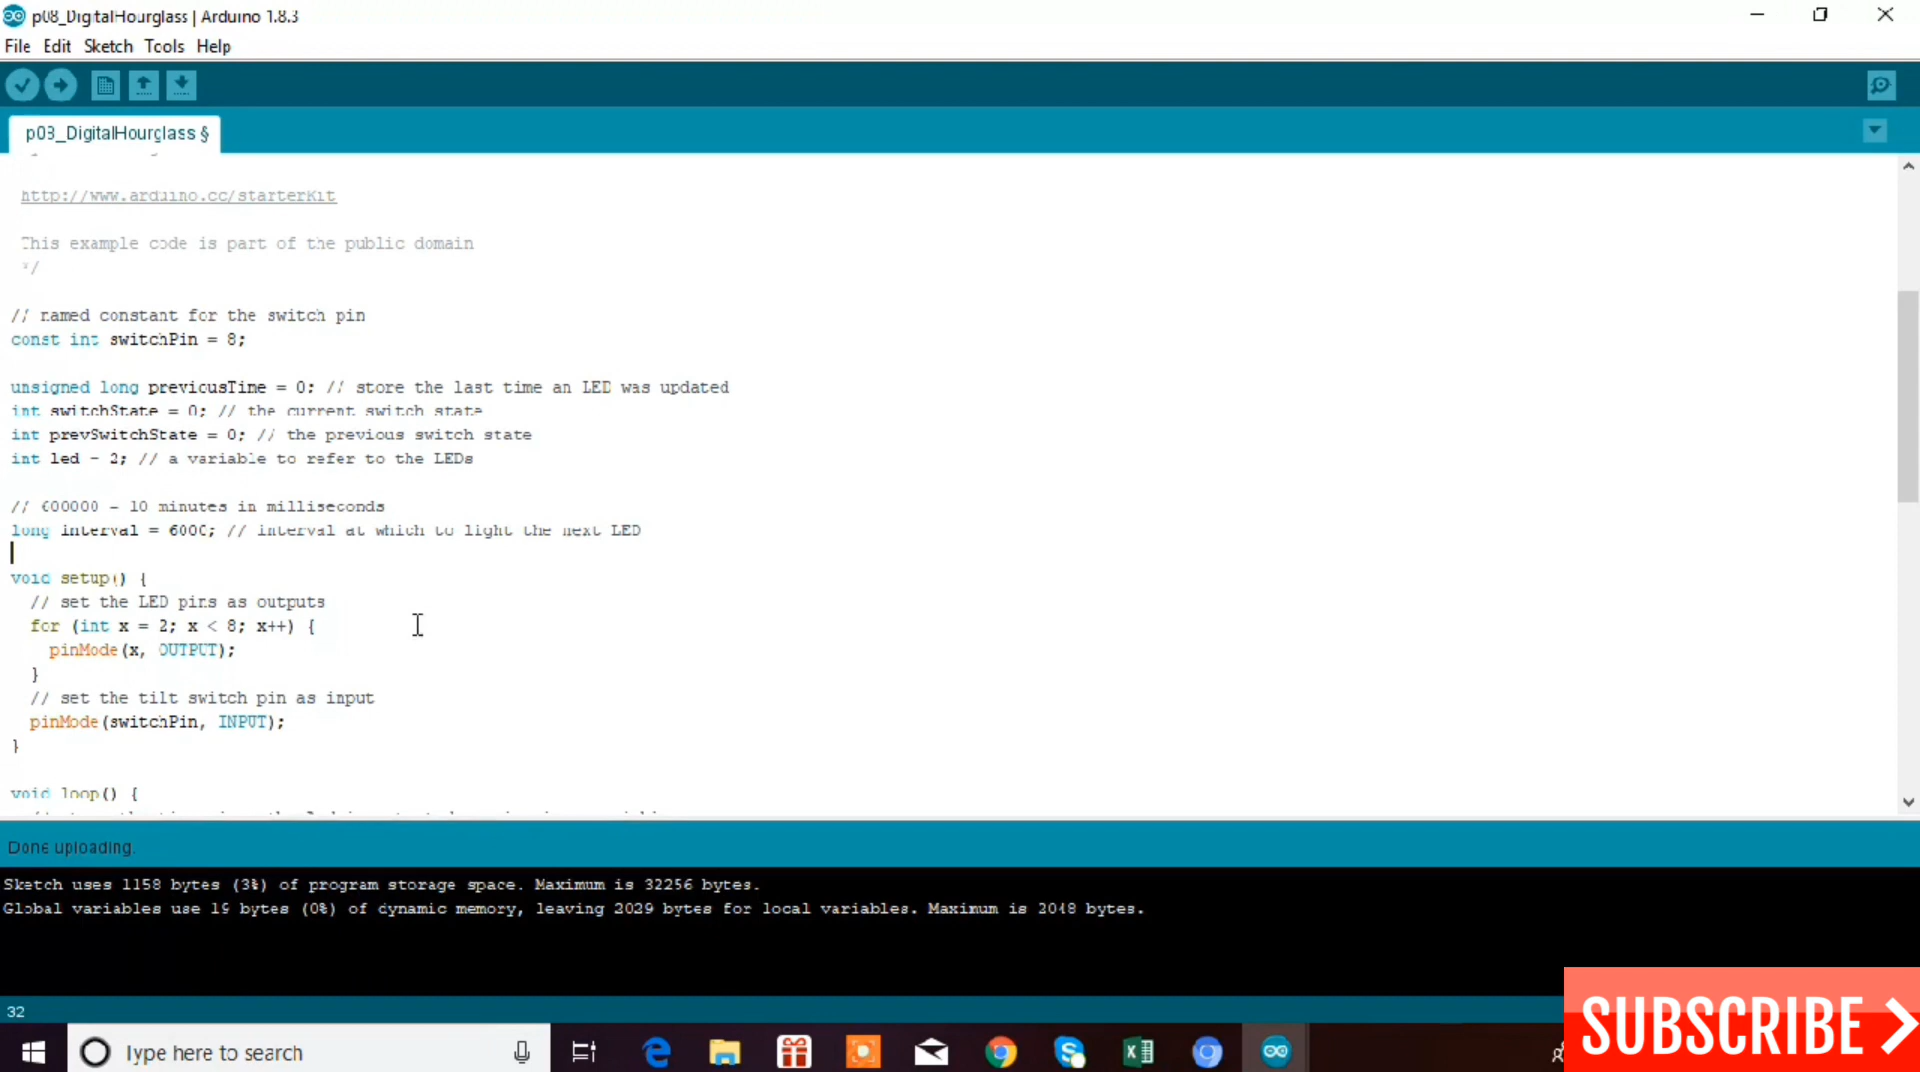 p08_DigitalHourglass | Arduino 1.8.3
File Edit Sketch Tools Help
p08_DigitalHourglass §
http://www.arduino.cc/starterKit
This example code is part of the public domain
*/
// named constant for the switch pin
const int switchPin = 8;
unsigned long previousTime = 0; // store the last time an LED was updated
int switchState = 0; // the current switch state
int prevSwitchState = 0; // the previous switch state
int led = 2; // a variable to refer to the LEDs
// 600000 = 10 minutes in milliseconds
long interval = 6000; // interval at which to light the next LED
void setup() {
// set the LED pins as outputs
for (int x = 2; x < 8; x++) {
pinMode(x, OUTPUT);
}
// set the tilt switch pin as input
pinMode(switchPin, INPUT);
}
void loop() {
Done uploading.
Sketch uses 1158 bytes (3%) of program storage space. Maximum is 32256 bytes.
Global variables use 19 bytes (0%) of dynamic memory, leaving 2029 bytes for local variables. Maximum is 2048 bytes.
32
Type here to search
SUBSCRIBE